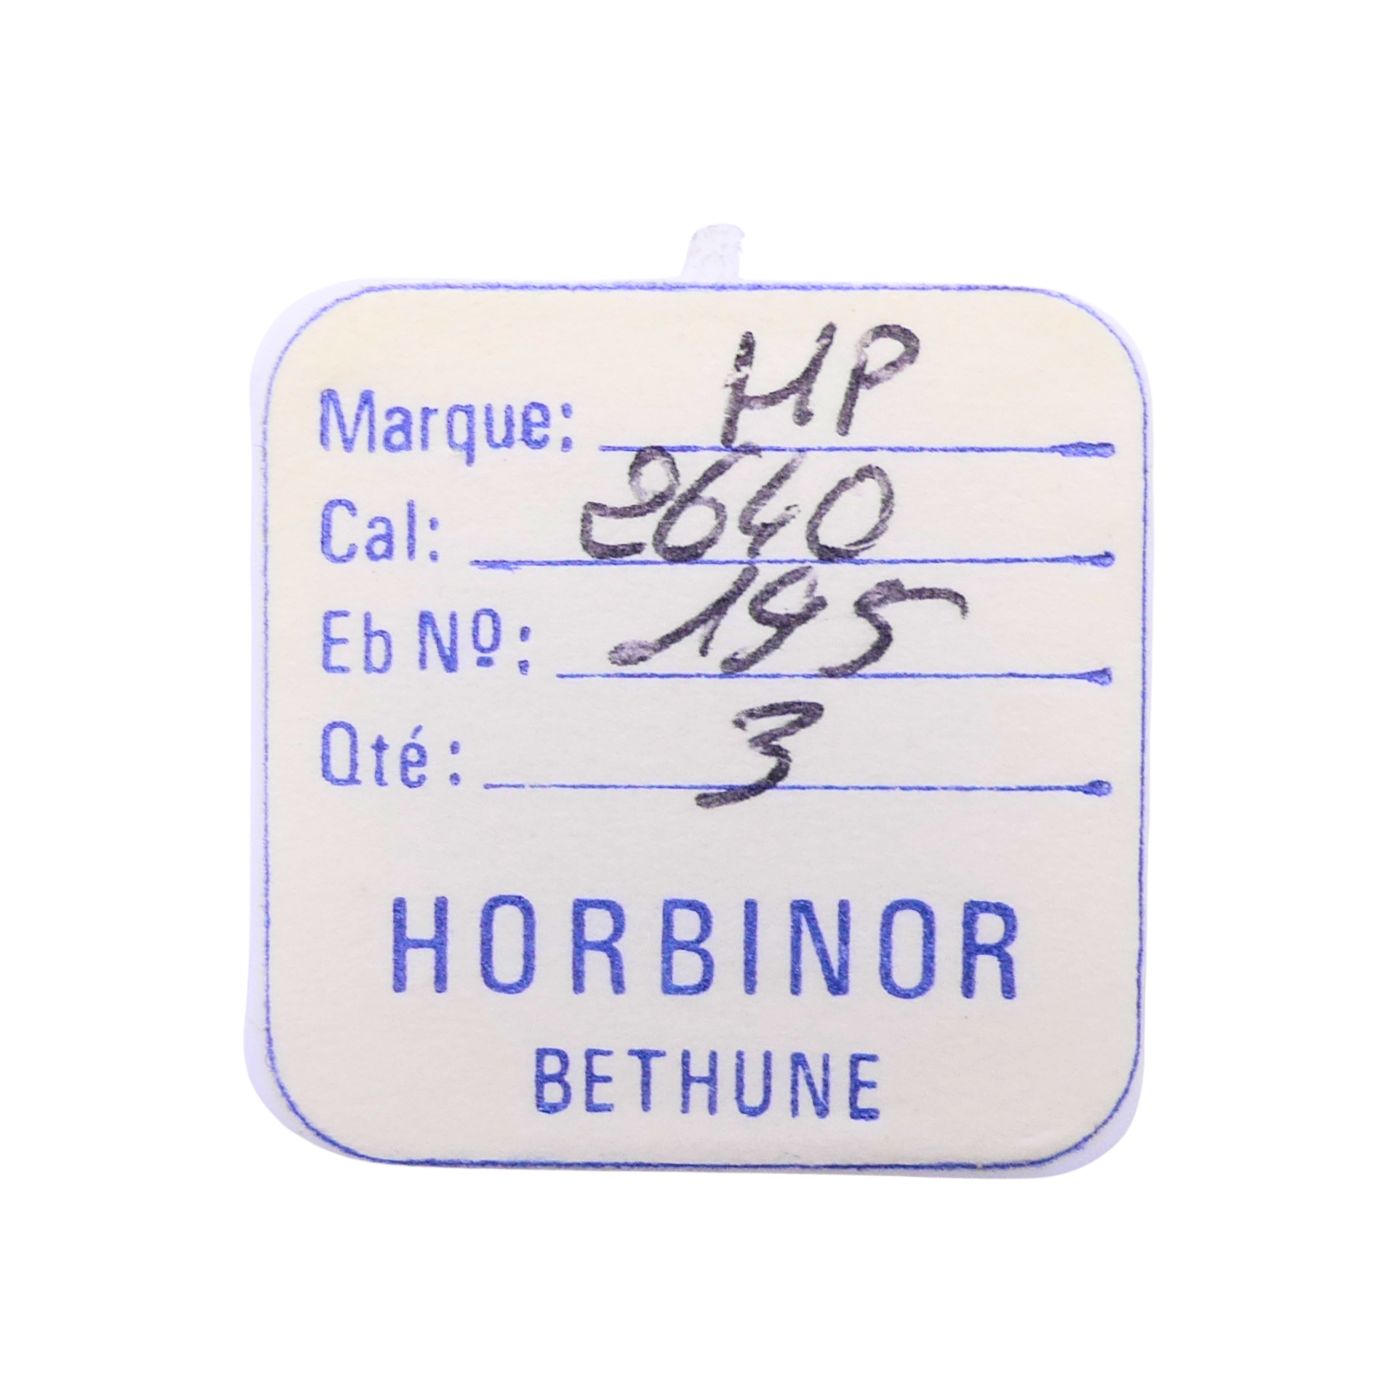 Marque: HP
Cal: 2640
Eb Nº: 195
Qté: 3
HORBINOR
BETHUNE